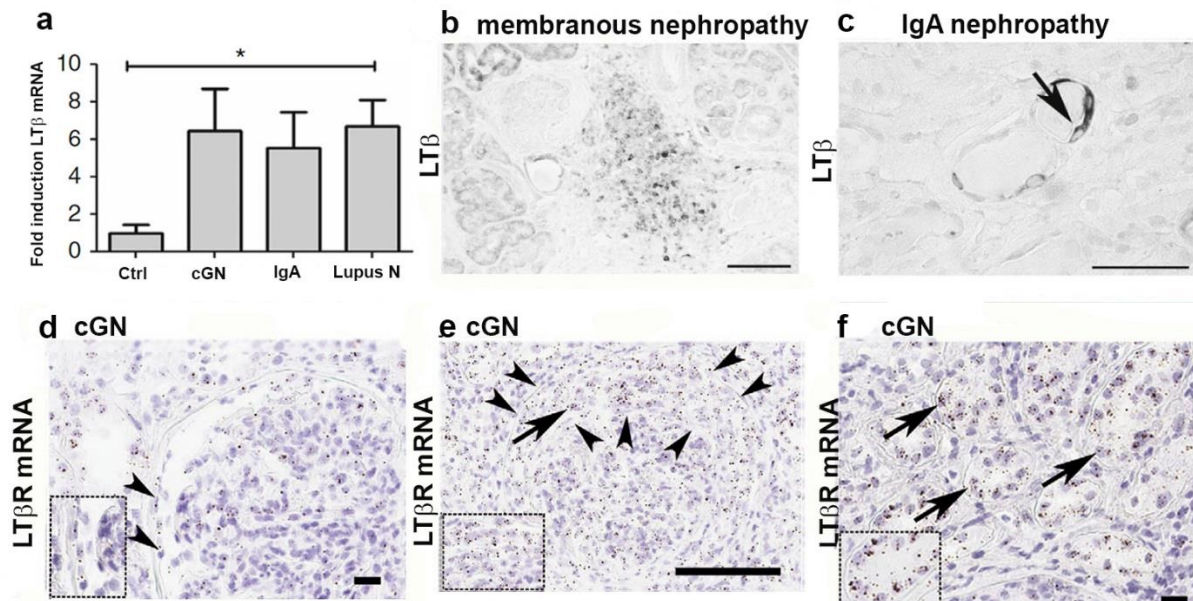 a
*
Fold induction LTβ mRNA
10
8
6
4
2
0
Ctrl cGN IgA Lupus N
b membranous nephropathy
LTβ
c IgA nephropathy
LTβ
d cGN
LTβR mRNA
e cGN
LTβR mRNA
f cGN
LTβR mRNA